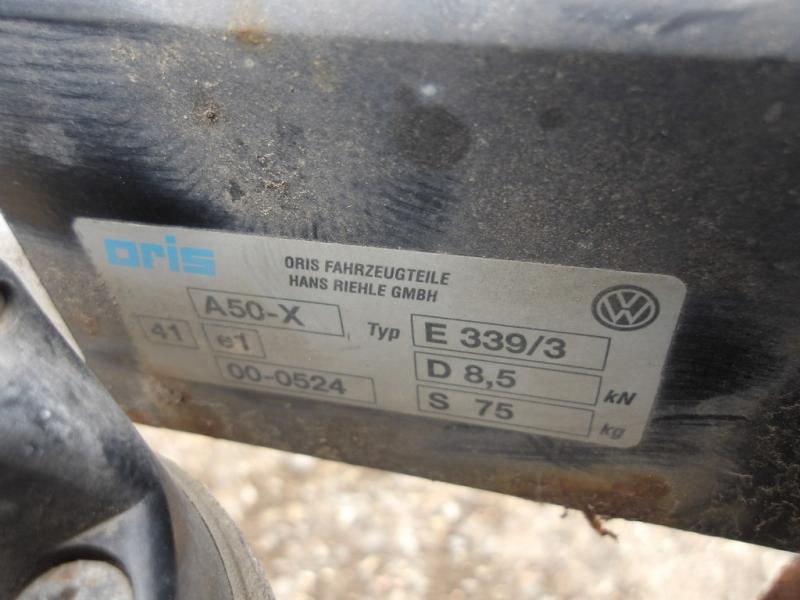 oris
ORIS FAHRZEUGTEILE
HANS RIEHLE GMBH
A50-X
41 e1
00-0524
Typ E 339/3
D 8,5 kN
S 75 kg